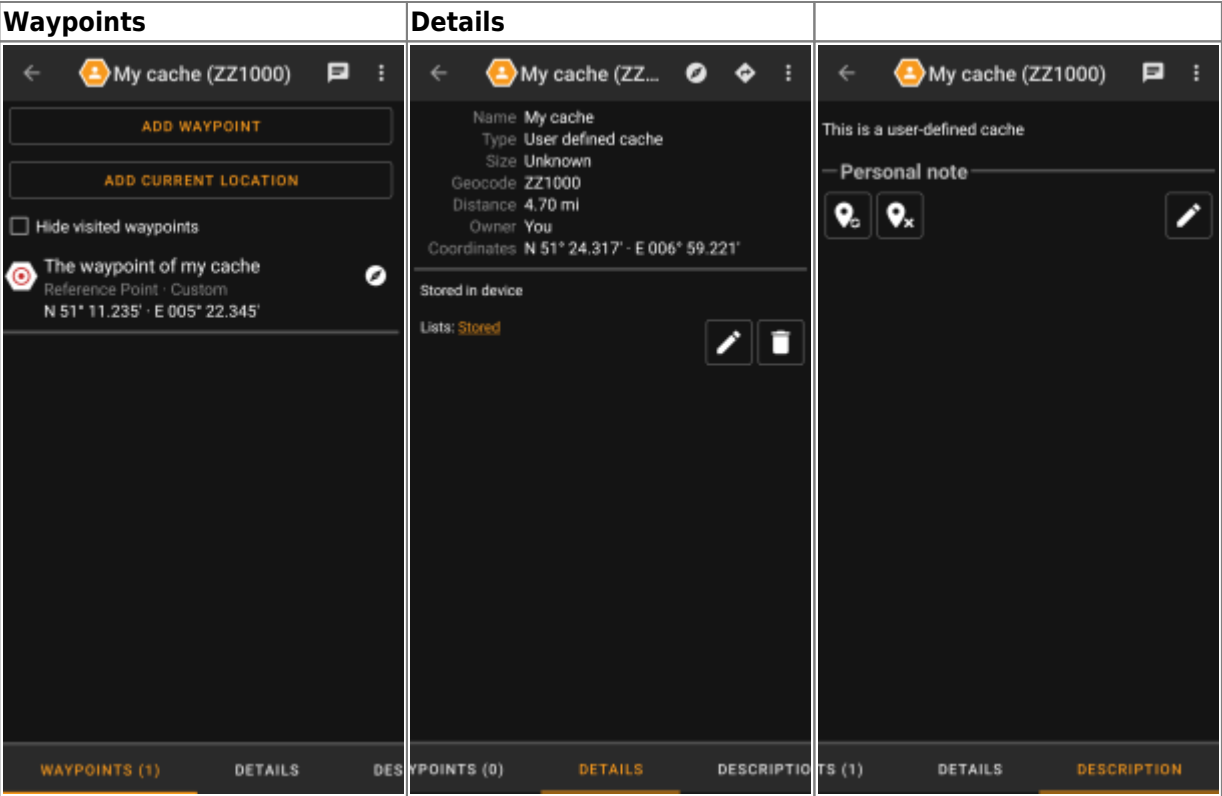 Waypoints
My cache (ZZ1000)
ADD WAYPOINT
ADD CURRENT LOCATION
Hide visited waypoints
The waypoint of my cache
Reference Point · Custom
N 51° 11.235' · E 005° 22.345'
WAYPOINTS (1) DETAILS DES
Details
My cache (ZZ...
Name My cache
Type User defined cache
Size Unknown
Geocode ZZ1000
Distance 4.70 mi
Owner You
Coordinates N 51° 24.317' · E 006° 59.221'
Stored in device
Lists: Stored
YPOINTS (0) DETAILS DESCRIPTIO
My cache (ZZ1000)
This is a user-defined cache
Personal note
TS (1) DETAILS DESCRIPTION